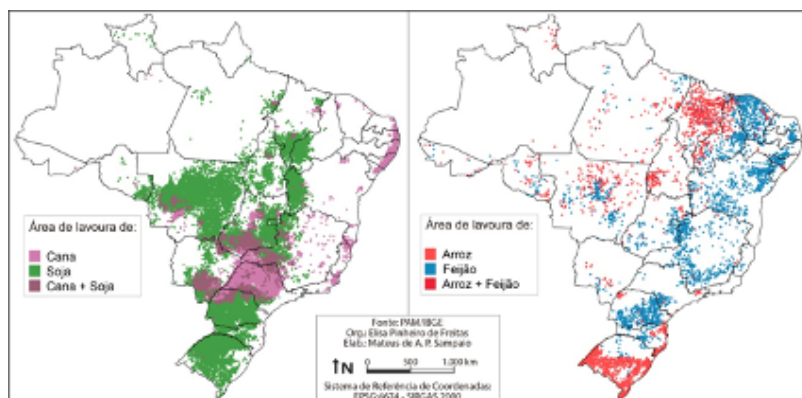 Área de lavoura de:
Cana
Soja
Cana + Soja
Área de lavoura de:
Arroz
Feijão
Arroz + Feijão
Fonte: PAM/IBGE
Org.: Elisa Pinheiro de Freitas
Elab.: Mateus de A. P. Sampaio
N
0 500 1.000 km
Sistema de Referência de Coordenadas:
EPSG:4674 - SIRGAS 2000